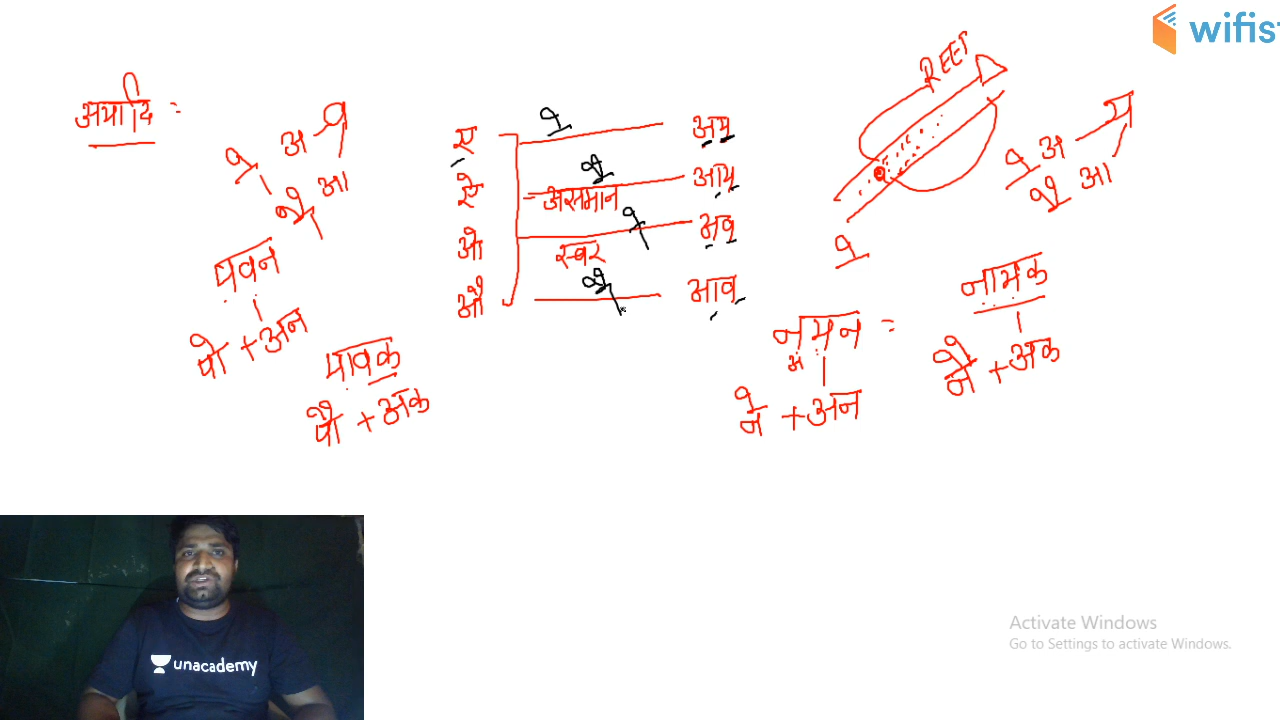 wifist
अयादि :
REET
व
अ
आ
ए
अय
ऐ
असमान
आय
ओ
स्वर
अव
औ
आव
य
अ
आ
पवन
पो + अन
पावक
पौ + अक
नयन =
ने + अन
नायक
नै + अक
unacademy
Activate Windows
Go to Settings to activate Windows.